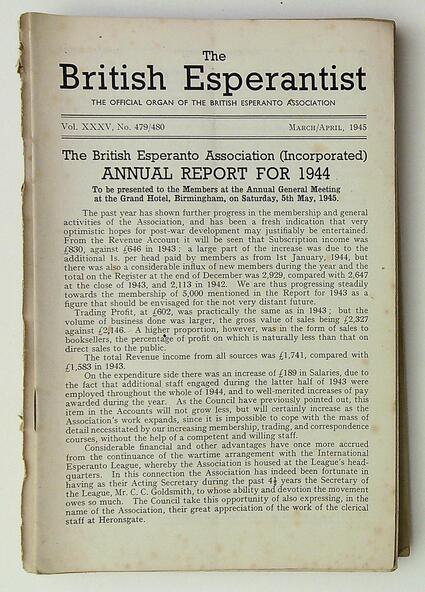 The
British Esperantist
THE OFFICIAL ORGAN OF THE BRITISH ESPERANTO ASSOCIATION
Vol. XXXV, No. 479/480 MARCH/APRIL, 1945
The British Esperanto Association (Incorporated)
ANNUAL REPORT FOR 1944
To be presented to the Members at the Annual General Meeting
at the Grand Hotel, Birmingham, on Saturday, 5th May, 1945.
The past year has shown further progress in the membership and general
activities of the Association, and has been a fresh indication that very
optimistic hopes for post-war development may justifiably be entertained.
From the Revenue Account it will be seen that Subscription income was
£830, against £646 in 1943: a large part of the increase was due to the
additional 1s. per head paid by members as from 1st January, 1944, but
there was also a considerable influx of new members during the year and the
total on the Register at the end of December was 2,929, compared with 2,647
at the close of 1943, and 2,113 in 1942. We are thus progressing steadily
towards the membership of 5,000 mentioned in the Report for 1943 as a
figure that should be envisaged for the not very distant future.
Trading Profit, at £602, was practically the same as in 1943; but the
volume of business done was larger, the gross value of sales being £2,327
against £2,146. A higher proportion, however, was in the form of sales to
booksellers, the percentage of profit on which is naturally less than that on
direct sales to the public.
The total Revenue income from all sources was £1,741, compared with
£1,583 in 1943.
On the expenditure side there was an increase of £189 in Salaries, due to
the fact that additional staff engaged during the latter half of 1943 were
employed throughout the whole of 1944, and to well-merited increases of pay
awarded during the year. As the Council have previously pointed out, this
item in the Accounts will not grow less, but will certainly increase as the
Association's work expands, since it is impossible to cope with the mass of
detail necessitated by our increasing membership, trading, and correspondence
courses, without the help of a competent and willing staff.
Considerable financial and other advantages have once more accrued
from the continuance of the wartime arrangement with the International
Esperanto League, whereby the Association is housed at the League's head-
quarters. In this connection the Association has indeed been fortunate in
having as their Acting Secretary during the past 4½ years the Secretary of
the League, Mr. C. C. Goldsmith, to whose ability and devotion the movement
owes so much. The Council take this opportunity of also expressing, in the
name of the Association, their great appreciation of the work of the clerical
staff at Heronsgate.